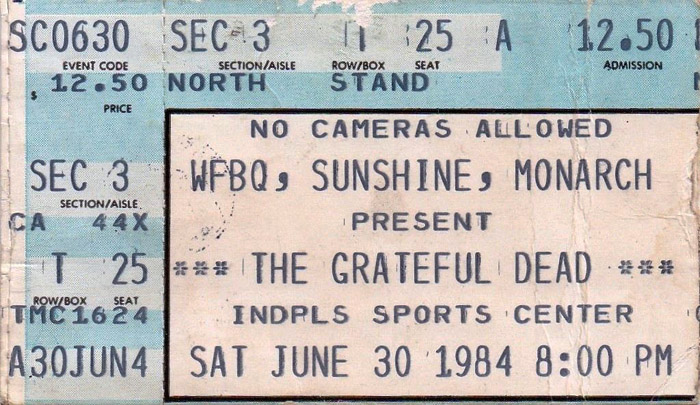 SC0630 SEC 3 T 25 A 12.50
EVENT CODE SECTION/AISLE ROW/BOX SEAT ADMISSION
$ 12.50 NORTH STAND
PRICE
NO CAMERAS ALLOWED
SEC 3 WFBQ, SUNSHINE, MONARCH
SECTION/AISLE
CA 44X PRESENT
T 25 *** THE GRATEFUL DEAD ***
ROW/BOX SEAT
TMC1624 INDPLS SPORTS CENTER
A30JUN4 SAT JUNE 30 1984 8:00 PM